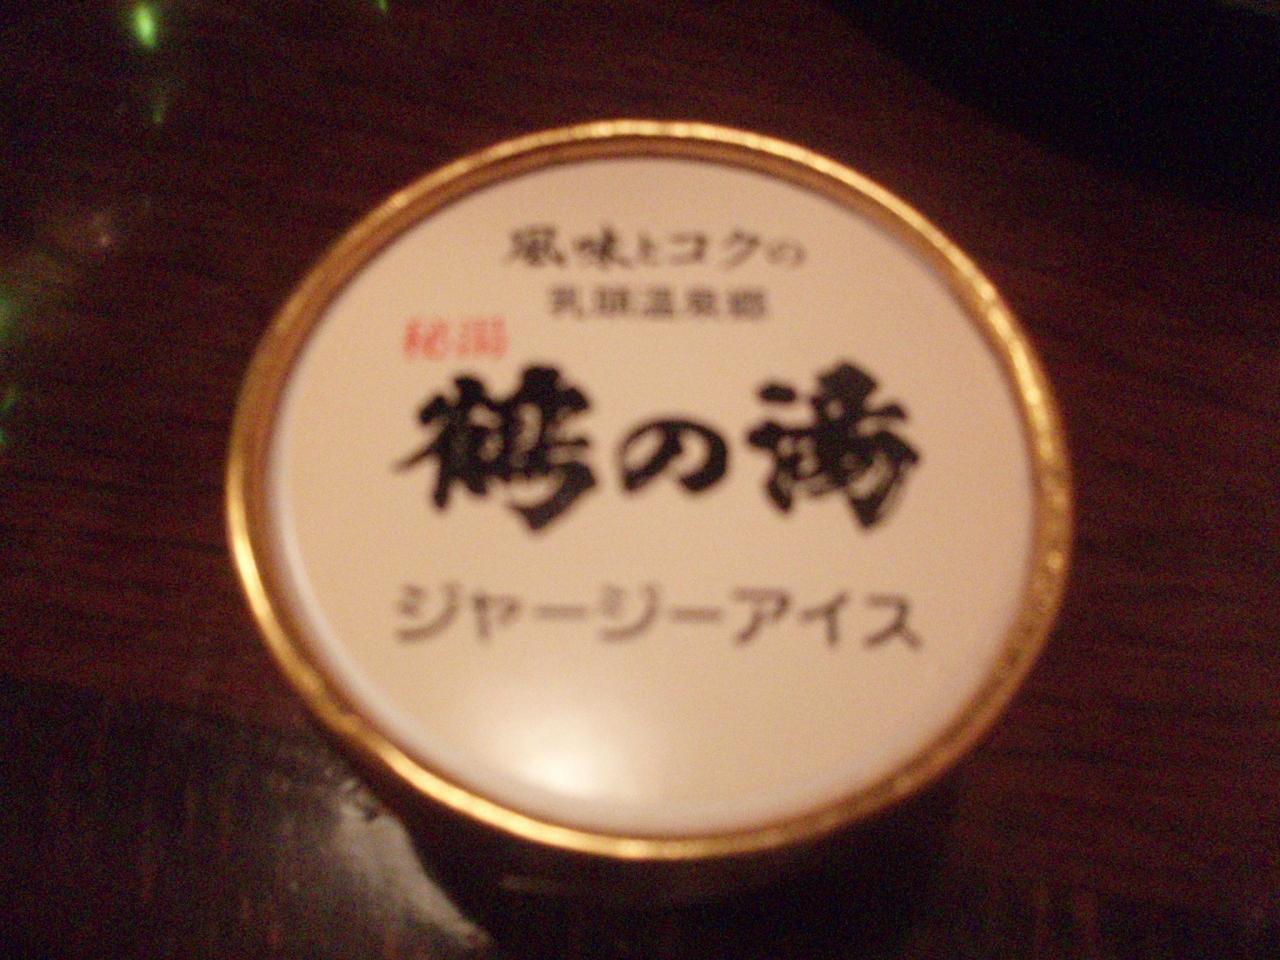 風味とコクの
乳頭温泉郷
秘湯
鶴の湯
ジャージーアイス